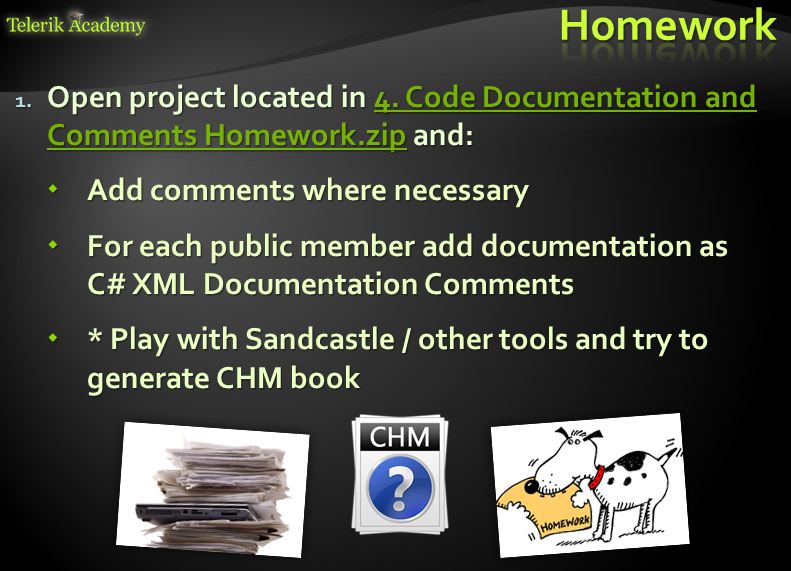 Telerik Academy
Homework
1. Open project located in 4. Code Documentation and
Comments Homework.zip and:
Add comments where necessary
For each public member add documentation as
C# XML Documentation Comments
* Play with Sandcastle / other tools and try to
generate CHM book
CHM
?
HOMEWORK